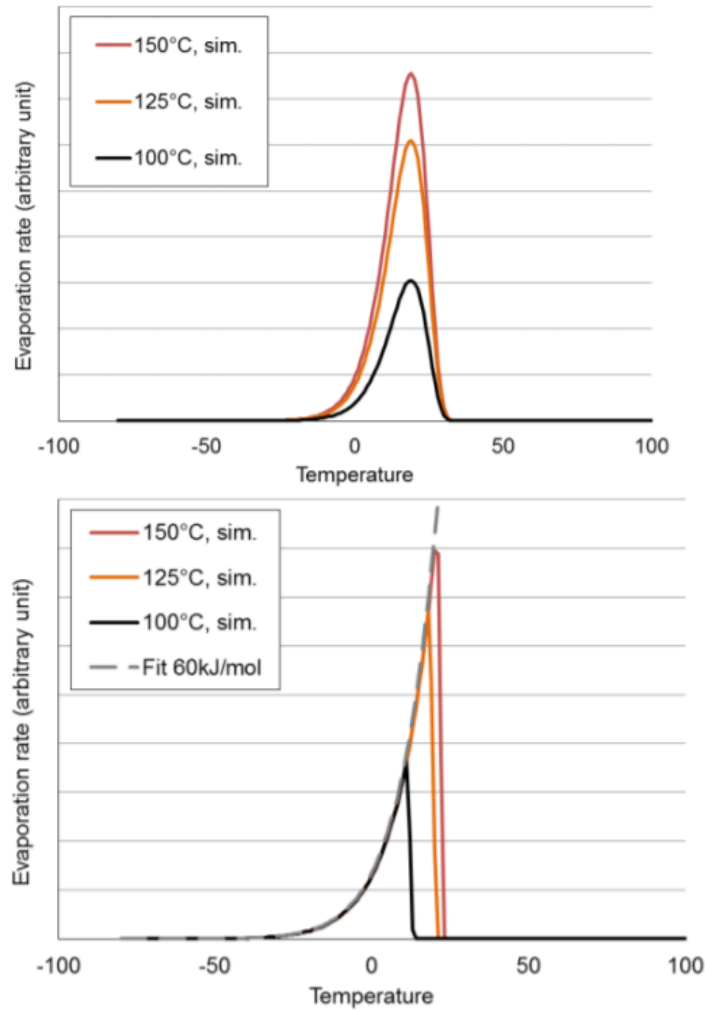 150°C, sim.
125°C, sim.
100°C, sim.
Evaporation rate (arbitrary unit)
-100 -50 0 50 100
Temperature
150°C, sim.
125°C, sim.
100°C, sim.
Fit 60kJ/mol
Evaporation rate (arbitrary unit)
-100 -50 0 50 100
Temperature